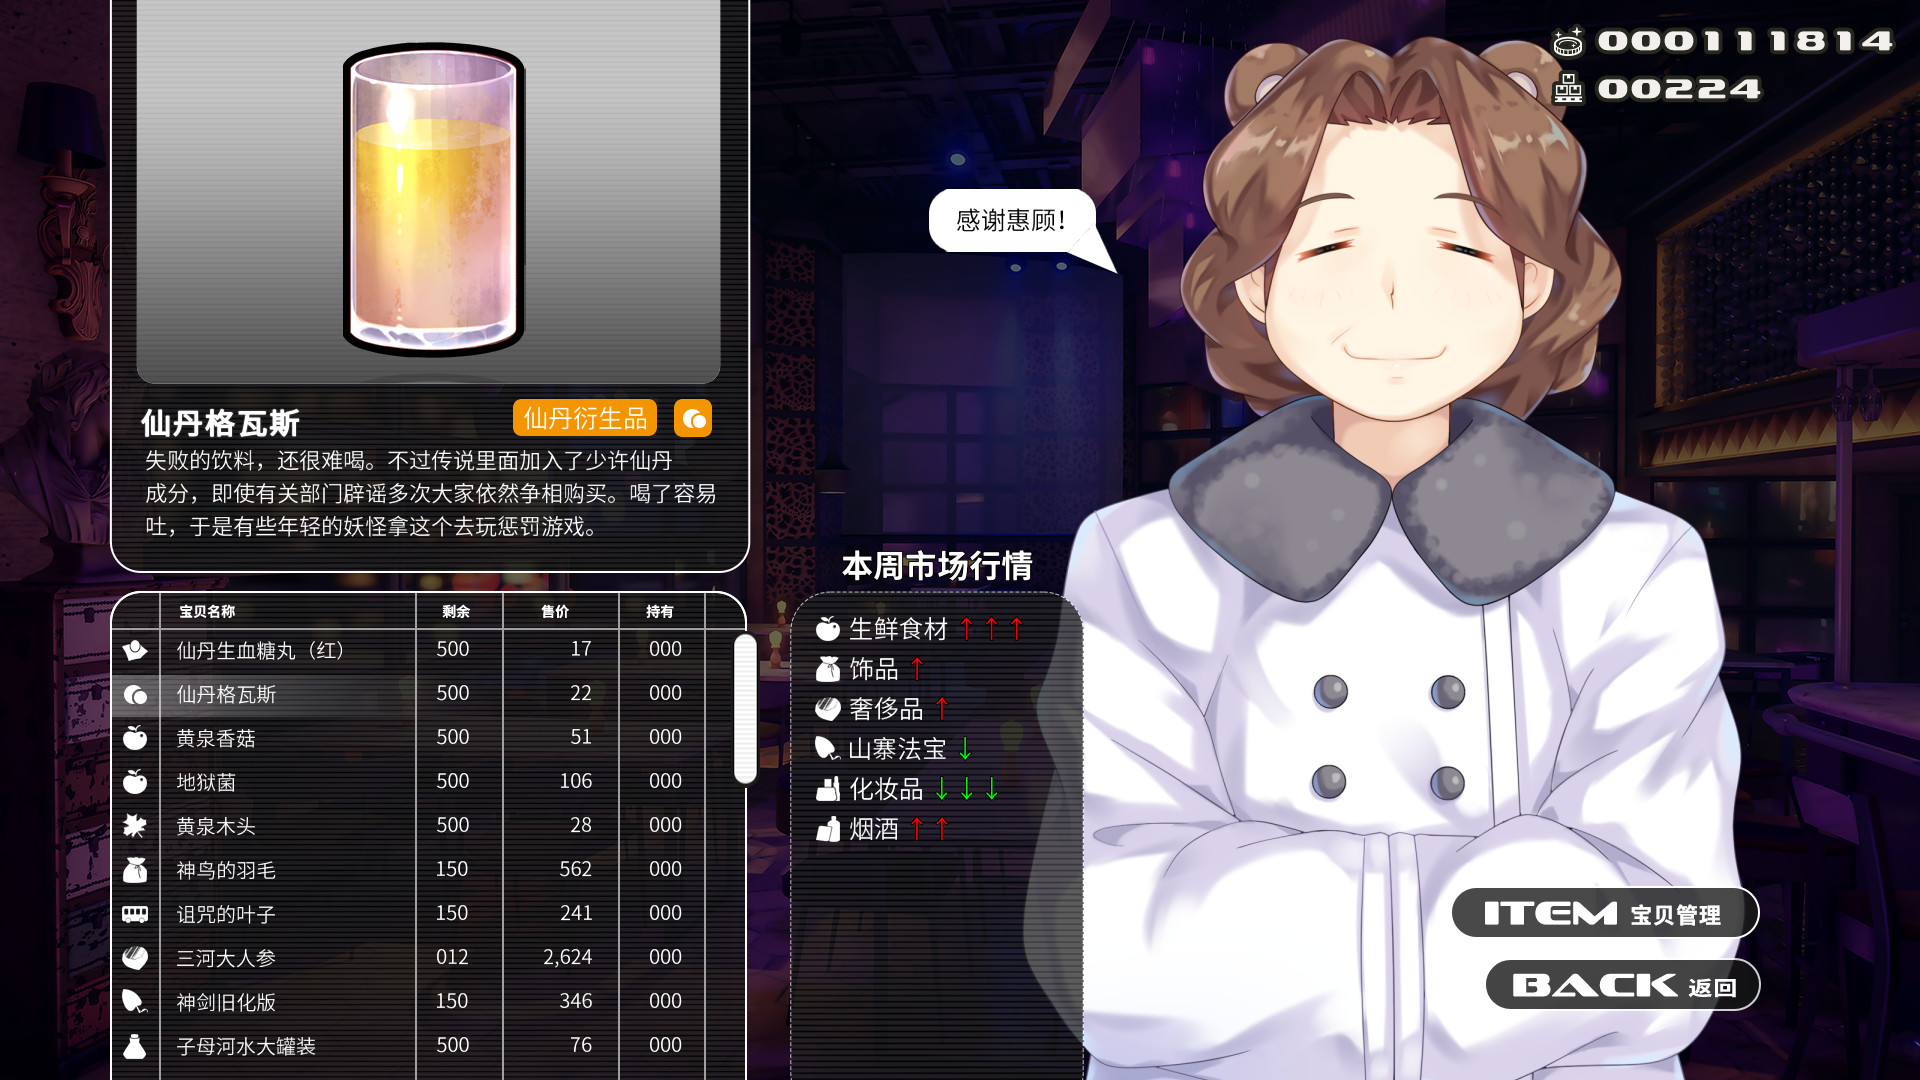 000111814
00224
感谢惠顾！
仙丹格瓦斯
仙丹衍生品
失败的饮料，还很难喝。不过传说里面加入了少许仙丹
成分，即使有关部门辟谣多次大家依然争相购买。喝了容易
吐，于是有些年轻的妖怪拿这个去玩惩罚游戏。
宝贝名称 剩余 售价 持有
仙丹生血糖丸（红） 500 17 000
仙丹格瓦斯 500 22 000
黄泉香菇 500 51 000
地狱菌 500 106 000
黄泉木头 500 28 000
神鸟的羽毛 150 562 000
诅咒的叶子 150 241 000
三河大人参 012 2,624 000
神剑旧化版 150 346 000
子母河水大罐装 500 76 000
本周市场行情
生鲜食材 ↑↑↑
饰品 ↑
奢侈品 ↑
山寨法宝 ↓
化妆品 ↓↓↓
烟酒 ↑↑
ITEM 宝贝管理
BACK 返回